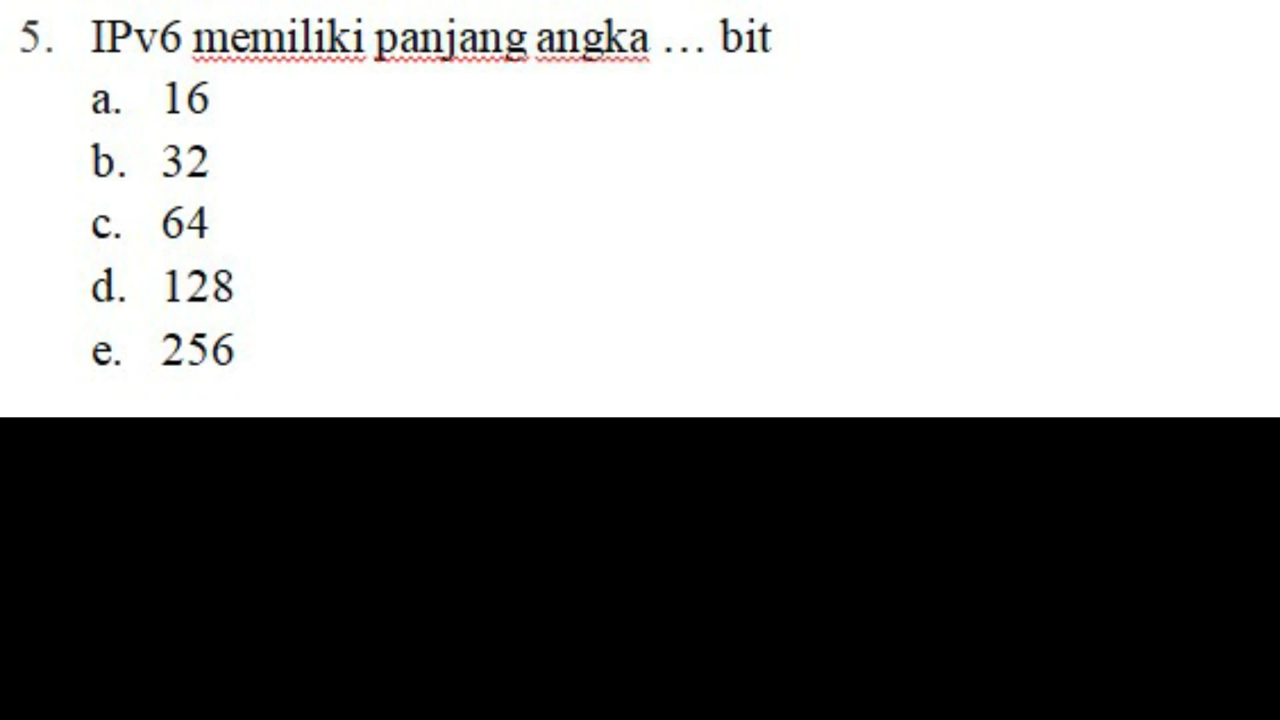 5. IPv6 memiliki panjang angka … bit
a. 16
b. 32
c. 64
d. 128
e. 256